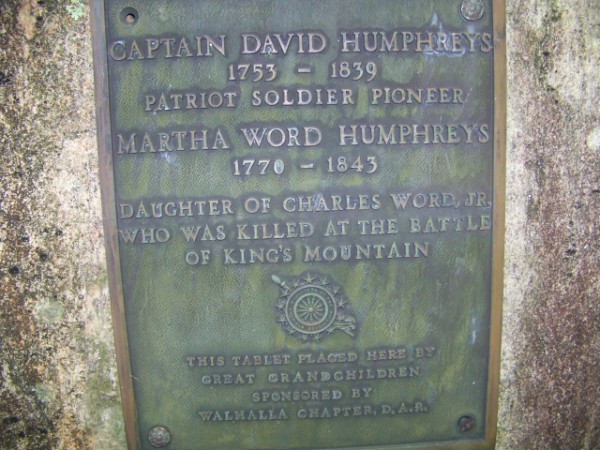 CAPTAIN DAVID HUMPHREYS
1753 – 1839
PATRIOT SOLDIER PIONEER
MARTHA WORD HUMPHREYS
1770 – 1843
DAUGHTER OF CHARLES WORD, JR,
WHO WAS KILLED AT THE BATTLE
OF KING'S MOUNTAIN
THIS TABLET PLACED HERE BY
GREAT GRANDCHILDREN
SPONSORED BY
WALHALLA CHAPTER, D.A.R.